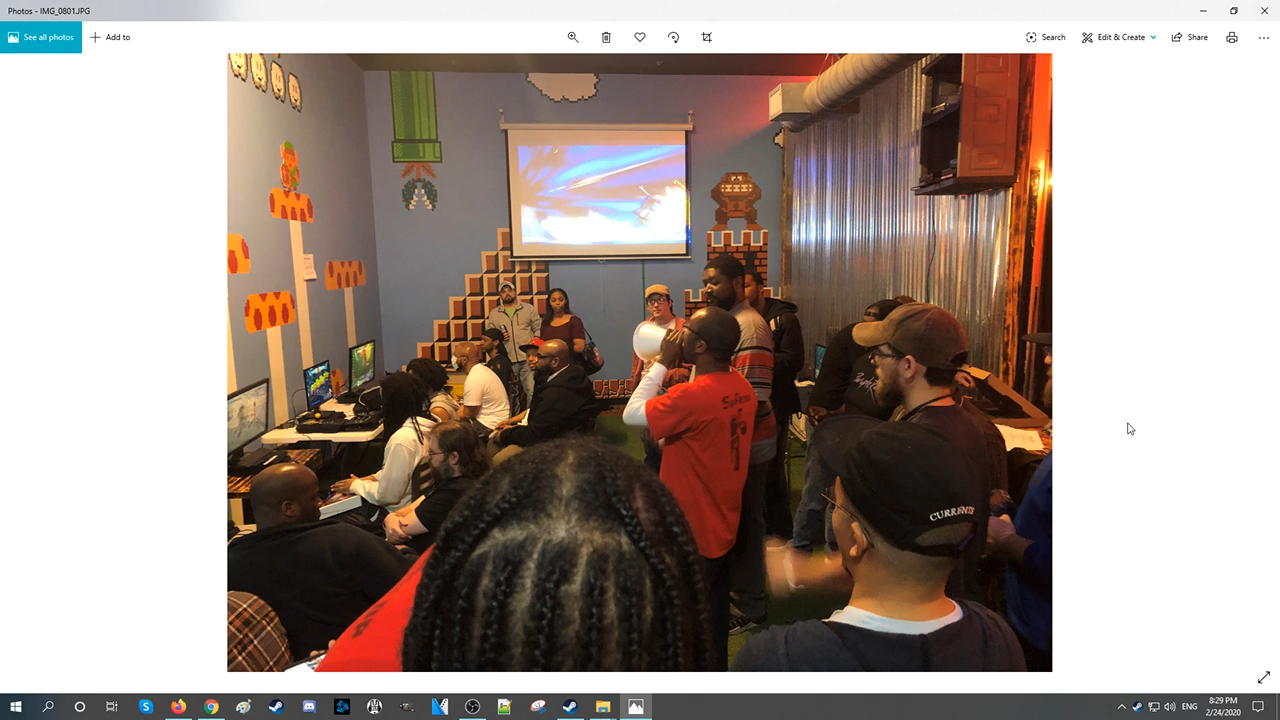 Photos - IMG_0801.JPG
See all photos
Add to
Search
Edit & Create
Share
CURRENTS
ENG
8:29 PM
2/24/2020